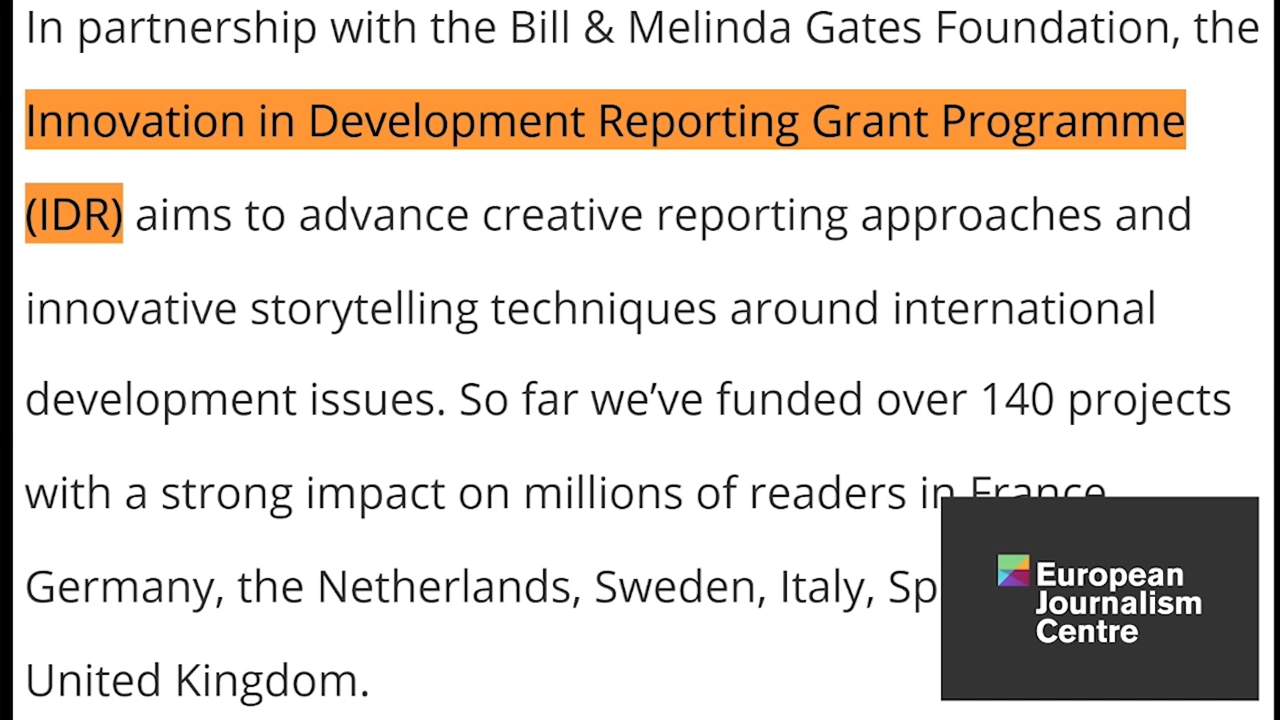 In partnership with the Bill & Melinda Gates Foundation, the
Innovation in Development Reporting Grant Programme
(IDR) aims to advance creative reporting approaches and
innovative storytelling techniques around international
development issues. So far we’ve funded over 140 projects
with a strong impact on millions of readers in France
Germany, the Netherlands, Sweden, Italy, Sp
United Kingdom.
European
Journalism
Centre